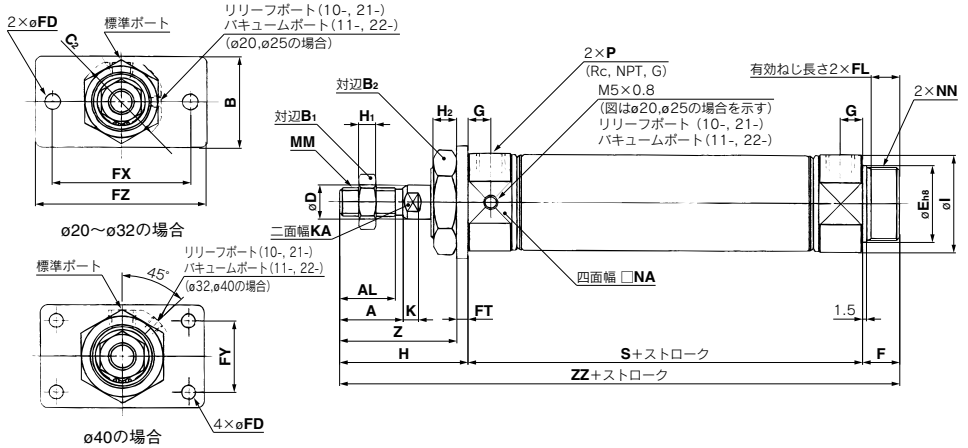 2×øFD
標準ポート
リリーフポート(10-, 21-)
バキュームポート(11-, 22-)
(ø20,ø25の場合)
C2
B
FX
FZ
ø20〜ø32の場合
標準ポート
45°
リリーフポート(10-, 21-)
バキュームポート(11-, 22-)
(ø32,ø40の場合)
FY
4×øFD
ø40の場合
2×P
(Rc, NPT, G)
M5×0.8
(図はø20,ø25の場合を示す)
リリーフポート (10-, 21-)
バキュームポート(11-, 22-)
有効ねじ長さ2×FL
2×NN
対辺B2
対辺B1
H1
H2
G
G
MM
øD
øEh8
øI
二面幅KA
四面幅 □NA
AL
A
K
FT
1.5
Z
H
S+ストローク
F
ZZ+ストローク